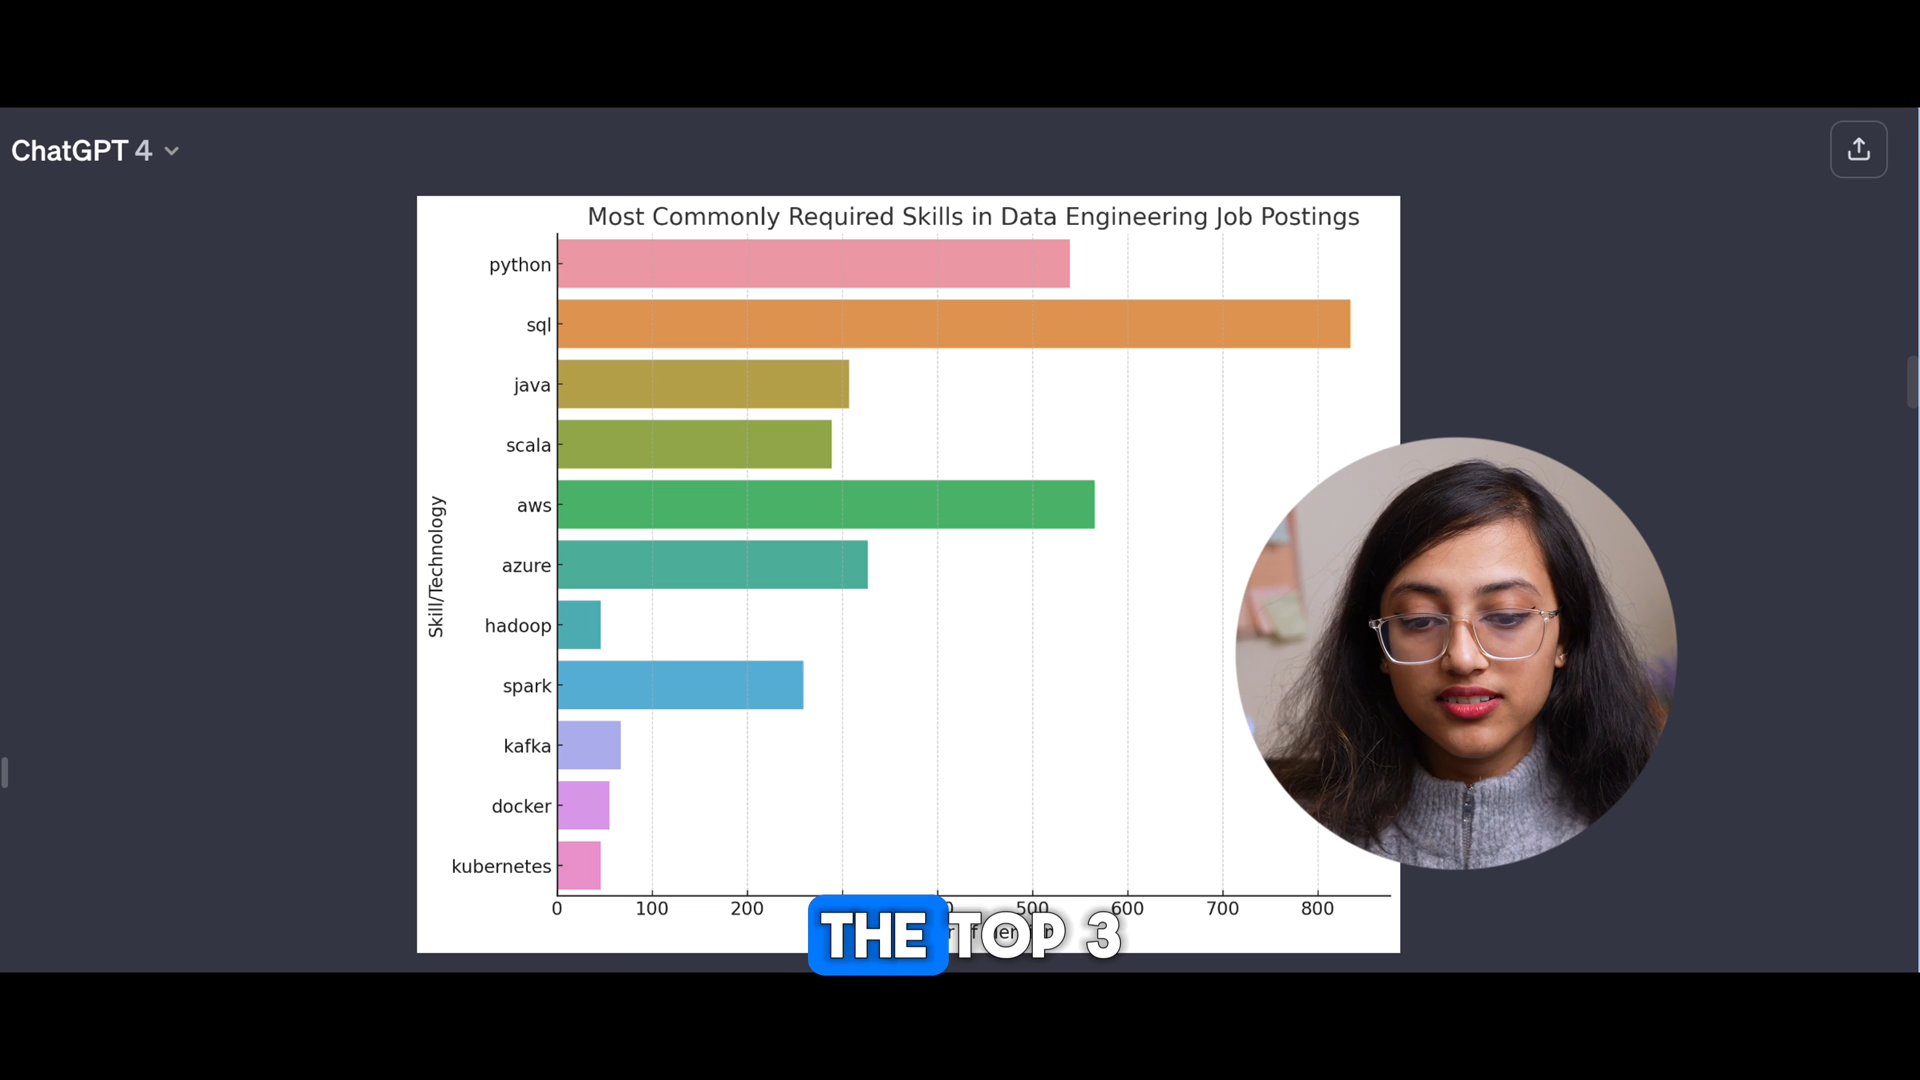 ChatGPT 4
Most Commonly Required Skills in Data Engineering Job Postings
python
sql
java
scala
aws
azure
hadoop
spark
kafka
docker
kubernetes
Skill/Technology
0 100 200 500 600 700 800
THE TOP 3